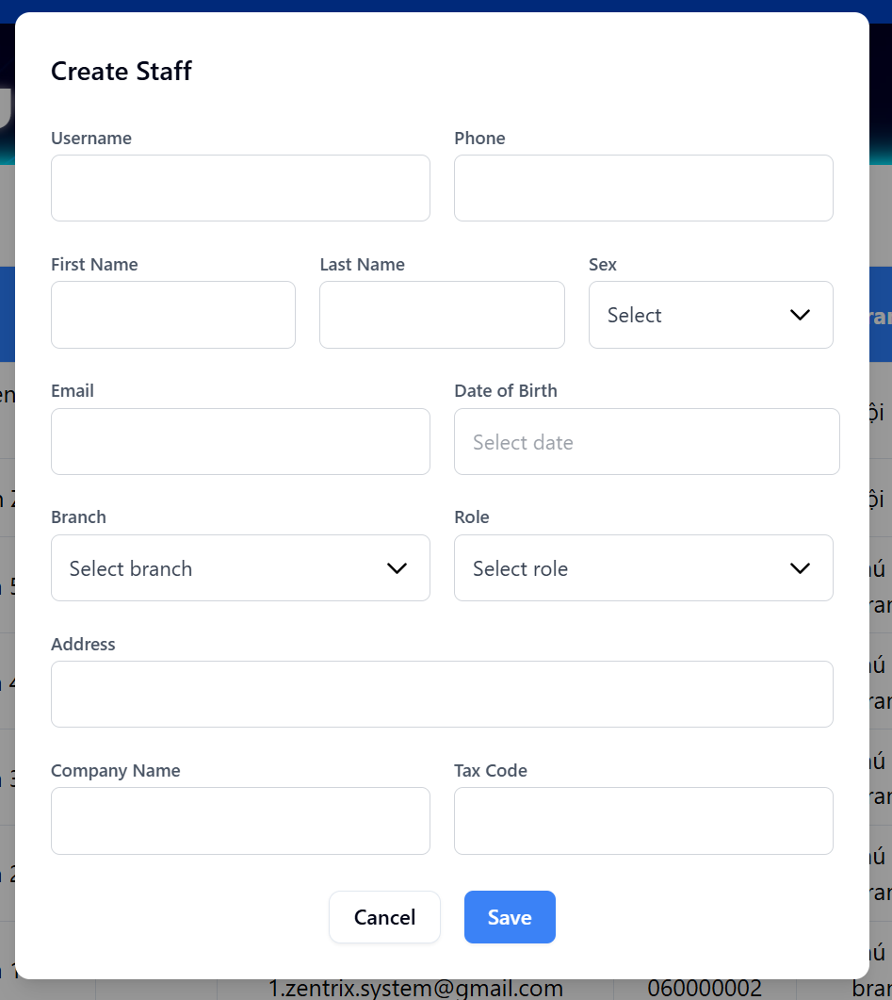 Create Staff
Username Phone
First Name Last Name Sex
Select
Email Date of Birth
Select date
Branch Role
Select branch Select role
Address
Company Name Tax Code
Cancel Save
1.zentrix.system@gmail.com 060000002